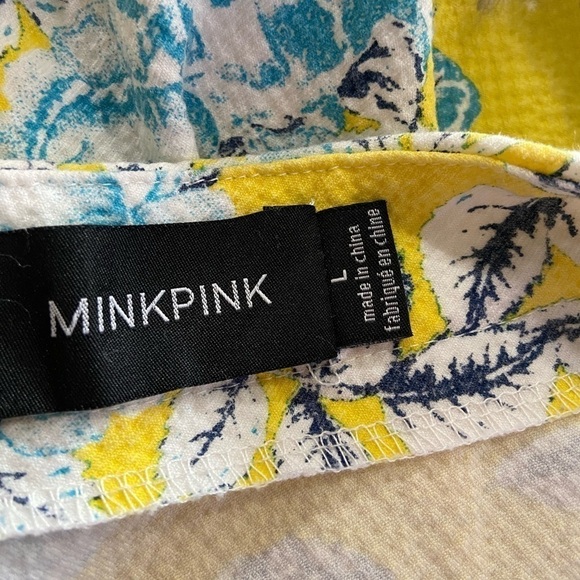 MINKPINK
L
made in china
fabriqué en chine